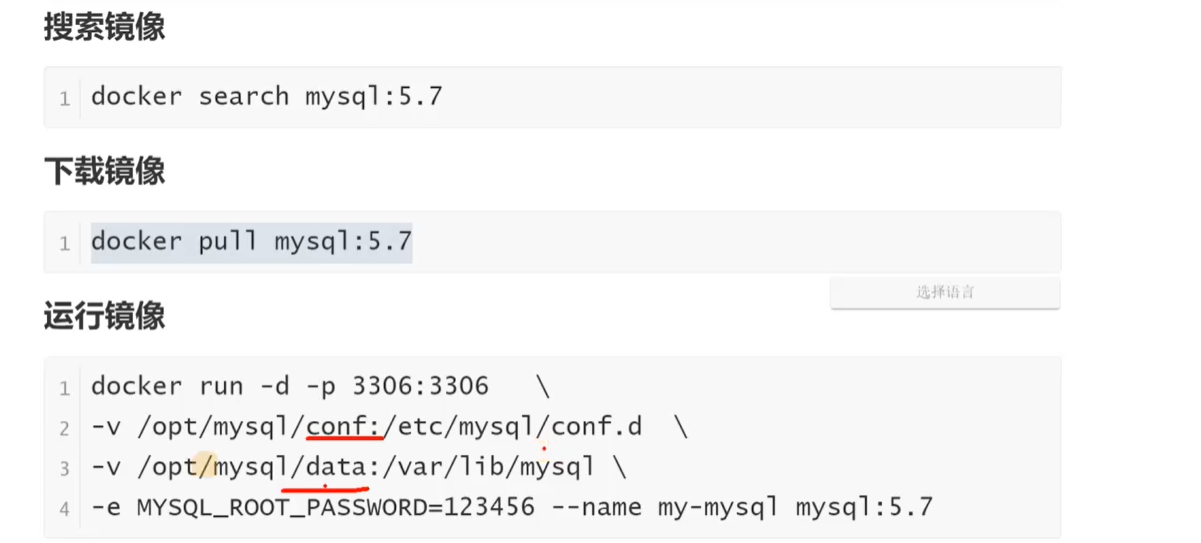 搜索镜像
1 docker search mysql:5.7
下载镜像
1 docker pull mysql:5.7
选择语言
运行镜像
1 docker run -d -p 3306:3306   \
2 -v /opt/mysql/conf:/etc/mysql/conf.d  \
3 -v /opt/mysql/data:/var/lib/mysql \
4 -e MYSQL_ROOT_PASSWORD=123456 --name my-mysql mysql:5.7